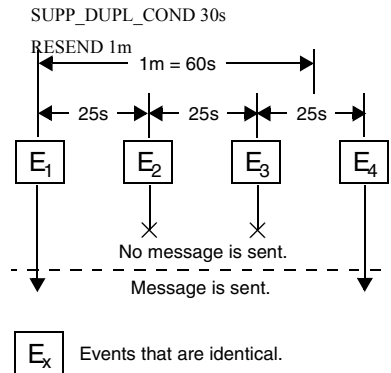 SUPP_DUPL_COND 30s
RESEND 1m
1m = 60s
25s 25s 25s
E1 E2 E3 E4
No message is sent.
Message is sent.
Ex Events that are identical.